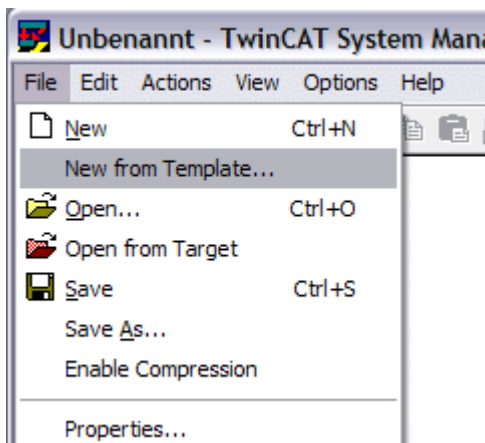 Unbenannt - TwinCAT System Mana
File Edit Actions View Options Help
New Ctrl+N
New from Template...
Open... Ctrl+O
Open from Target
Save Ctrl+S
Save As...
Enable Compression
Properties...